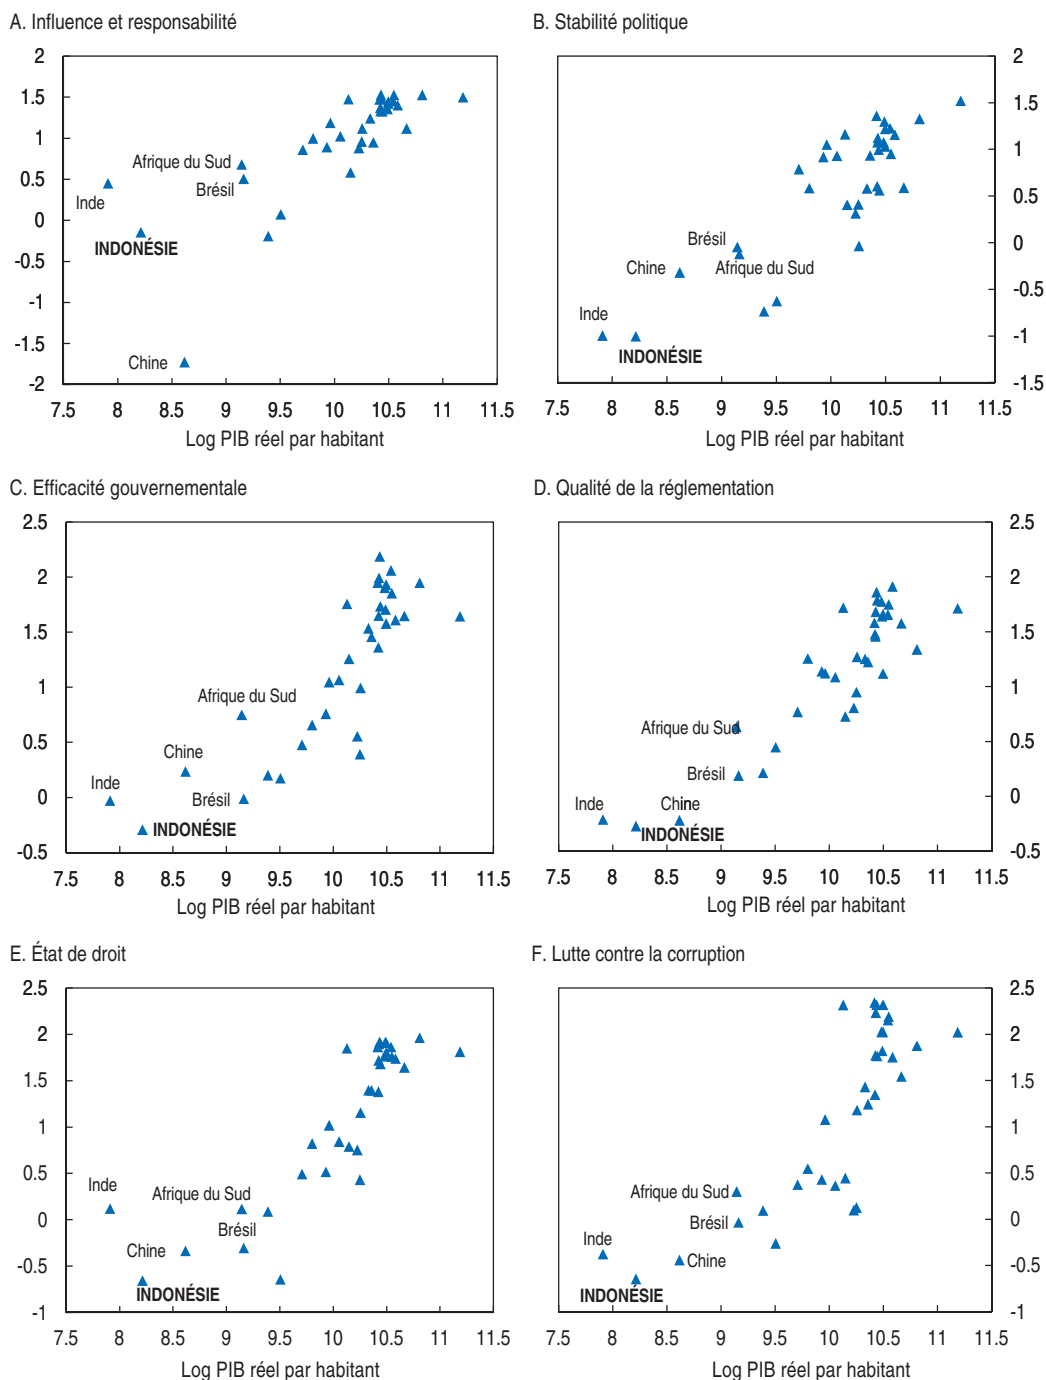 A. Influence et responsabilité
2
1.5
1
0.5
0
-0.5
-1
-1.5
-2
Afrique du Sud
Brésil
Inde
INDONÉSIE
Chine
7.5 8 8.5 9 9.5 10 10.5 11 11.5
Log PIB réel par habitant
B. Stabilité politique
2
1.5
1
0.5
0
-0.5
-1
-1.5
Brésil
Chine
Afrique du Sud
Inde
INDONÉSIE
7.5 8 8.5 9 9.5 10 10.5 11 11.5
Log PIB réel par habitant
C. Efficacité gouvernementale
2.5
2
1.5
1
0.5
0
-0.5
Afrique du Sud
Chine
Inde
Brésil
INDONÉSIE
7.5 8 8.5 9 9.5 10 10.5 11 11.5
Log PIB réel par habitant
D. Qualité de la réglementation
2.5
2
1.5
1
0.5
0
-0.5
Afrique du Sud
Brésil
Inde
Chine
INDONÉSIE
7.5 8 8.5 9 9.5 10 10.5 11 11.5
Log PIB réel par habitant
E. État de droit
2.5
2
1.5
1
0.5
0
-0.5
-1
Inde
Afrique du Sud
Brésil
Chine
INDONÉSIE
7.5 8 8.5 9 9.5 10 10.5 11 11.5
Log PIB réel par habitant
F. Lutte contre la corruption
2.5
2
1.5
1
0.5
0
-0.5
-1
Afrique du Sud
Brésil
Inde
Chine
INDONÉSIE
7.5 8 8.5 9 9.5 10 10.5 11 11.5
Log PIB réel par habitant